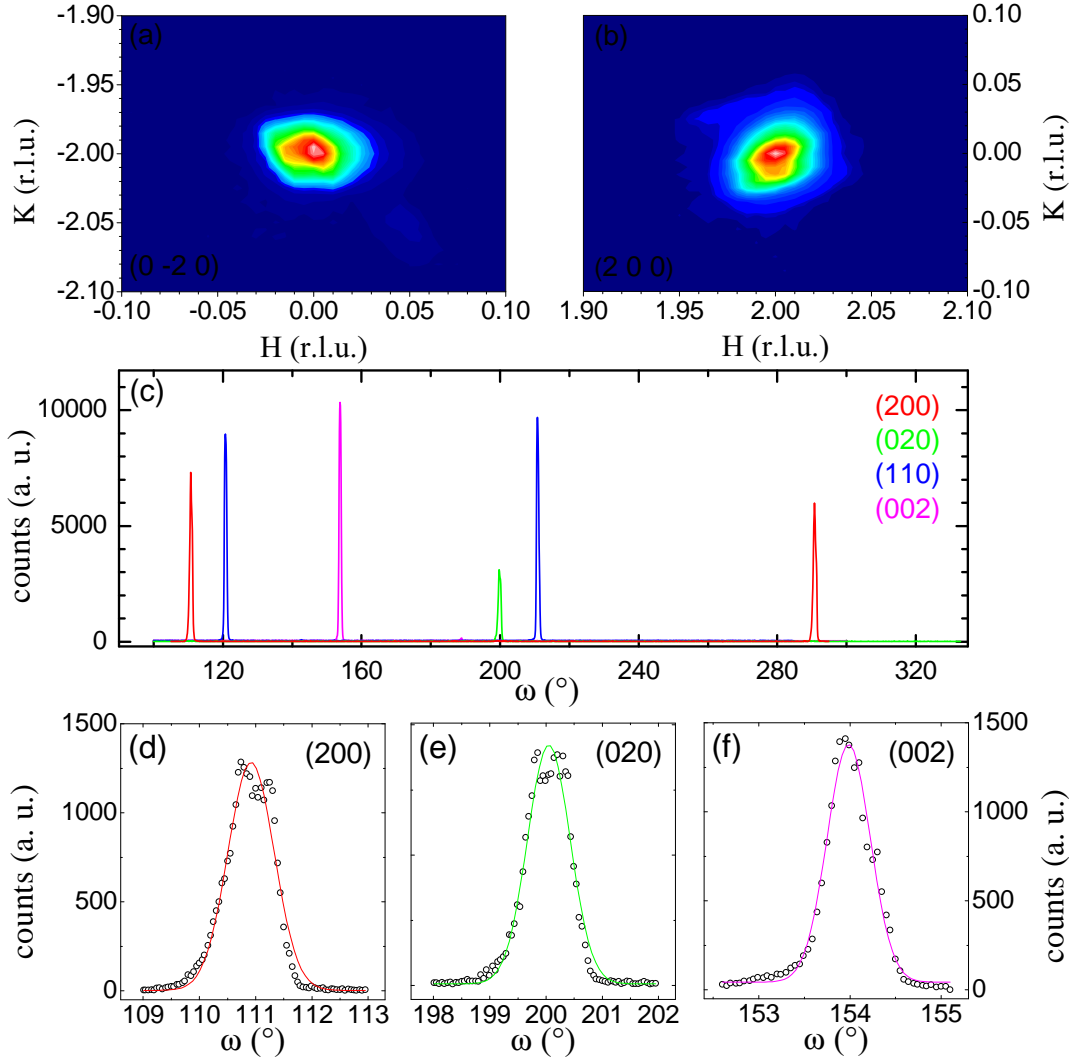 (a)
(b)
-1.90
-1.95
-2.00
-2.05
-2.10
K (r.l.u.)
(0 -2 0)
(2 0 0)
0.10
0.05
0.00
-0.05
-0.10
K (r.l.u.)
-0.10 -0.05 0.00 0.05 0.10
1.90 1.95 2.00 2.05 2.10
H (r.l.u.)
H (r.l.u.)
(c)
(200)
(020)
(110)
(002)
10000
5000
0
counts (a. u.)
120 160 200 240 280 320
ω (°)
(d) (200)
(e) (020)
(f) (002)
1500
1000
500
0
counts (a. u.)
1500
1000
500
0
counts (a. u.)
109 110 111 112 113
198 199 200 201 202
153 154 155
ω (°)
ω (°)
ω (°)